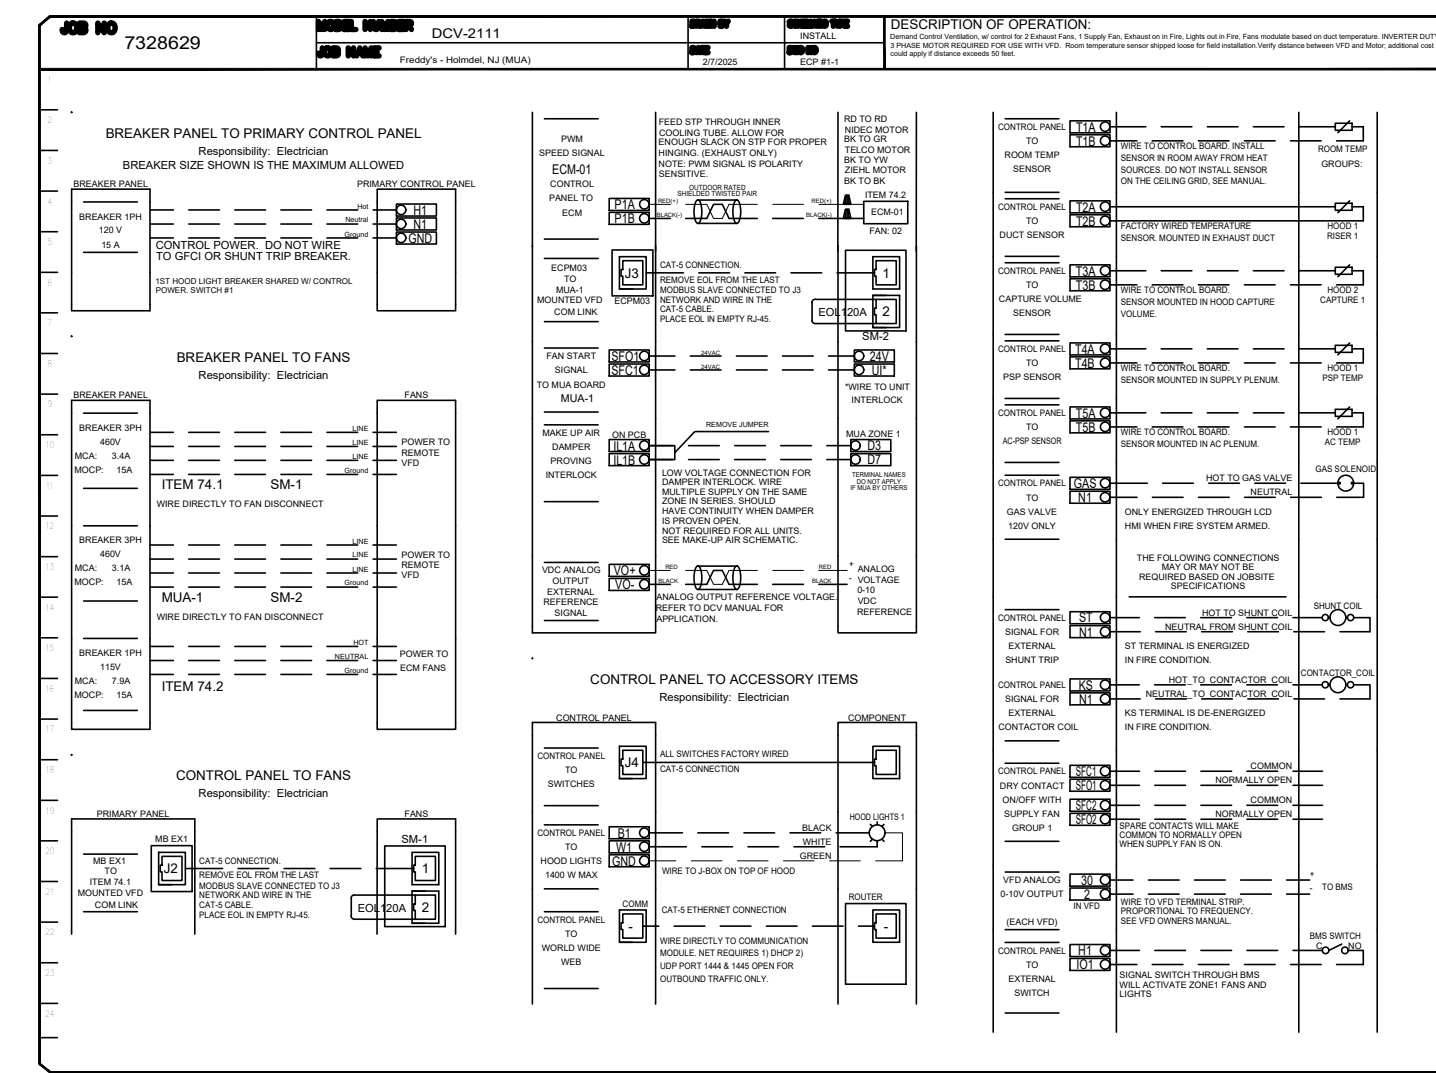 JOB NO
7328629
MODEL NUMBER
DCV-2111
JOB NAME
Freddy's - Holmdel, NJ (MUA)
DATE
2/7/2025
INSTALL
ECP #1-1
DESCRIPTION OF OPERATION:
Demand Control Ventilation, w/ control for 2 Exhaust Fans, 1 Supply Fan, Exhaust on in Fire, Lights out in Fire, Fans modulate based on duct temperature. INVERTER DUTY
3 PHASE MOTOR REQUIRED FOR USE WITH VFD. Room temperature sensor shipped loose for field installation.Verify distance between VFD and Motor; additional cost
could apply if distance exceeds 50 feet.
1
2
3
4
5
6
7
8
9
10
11
12
13
14
15
16
17
18
19
20
21
22
23
24
BREAKER PANEL TO PRIMARY CONTROL PANEL
Responsibility: Electrician
BREAKER SIZE SHOWN IS THE MAXIMUM ALLOWED
BREAKER PANEL
PRIMARY CONTROL PANEL
BREAKER 1PH
120 V
15 A
Hot
Neutral
Ground
H1
N1
GND
CONTROL POWER. DO NOT WIRE
TO GFCI OR SHUNT TRIP BREAKER.
1ST HOOD LIGHT BREAKER SHARED W/ CONTROL
POWER. SWITCH #1
BREAKER PANEL TO FANS
Responsibility: Electrician
BREAKER PANEL
FANS
BREAKER 3PH
460V
MCA: 3.4A
MOCP: 15A
LINE
LINE
LINE
Ground
POWER TO
REMOTE
VFD
ITEM 74.1 SM-1
WIRE DIRECTLY TO FAN DISCONNECT
BREAKER 3PH
460V
MCA: 3.1A
MOCP: 15A
LINE
LINE
LINE
Ground
POWER TO
REMOTE
VFD
MUA-1 SM-2
WIRE DIRECTLY TO FAN DISCONNECT
BREAKER 1PH
115V
MCA: 7.9A
MOCP: 15A
HOT
NEUTRAL
Ground
POWER TO
ECM FANS
ITEM 74.2
CONTROL PANEL TO FANS
Responsibility: Electrician
PRIMARY PANEL
FANS
MB EX1
SM-1
MB EX1
TO
ITEM 74.1
MOUNTED VFD
COM LINK
J2
CAT-5 CONNECTION.
REMOVE EOL FROM THE LAST
MODBUS SLAVE CONNECTED TO J3
NETWORK AND WIRE IN THE
CAT-5 CABLE.
PLACE EOL IN EMPTY RJ-45.
1
EOL120A
2
PWM
SPEED SIGNAL
ECM-01
CONTROL
PANEL TO
ECM
FEED STP THROUGH INNER
COOLING TUBE. ALLOW FOR
ENOUGH SLACK ON STP FOR PROPER
HINGING. (EXHAUST ONLY)
NOTE: PWM SIGNAL IS POLARITY
SENSITIVE.
RD TO RD
NIDEC MOTOR
BK TO GR
TELCO MOTOR
BK TO YW
ZIEHL MOTOR
BK TO BK
OUTDOOR RATED
SHIELDED TWISTED PAIR
P1A
P1B
RED(+)
BLACK(-)
RED(+)
BLACK(-)
ITEM 74.2
ECM-01
FAN: 02
ECPM03
TO
MUA-1
MOUNTED VFD
COM LINK
J3
ECPM03
CAT-5 CONNECTION.
REMOVE EOL FROM THE LAST
MODBUS SLAVE CONNECTED TO J3
NETWORK AND WIRE IN THE
CAT-5 CABLE.
PLACE EOL IN EMPTY RJ-45.
1
EOL120A
2
SM-2
FAN START
SIGNAL
TO MUA BOARD
MUA-1
SFO1
SFC1
24VAC
24VAC
24V
UI*
*WIRE TO UNIT
INTERLOCK
MAKE UP AIR
DAMPER
PROVING
INTERLOCK
ON PCB
IL1A
IL1B
REMOVE JUMPER
MUA ZONE 1
D3
D7
TERMINAL NAMES
DO NOT APPLY
IF MUA BY OTHERS
LOW VOLTAGE CONNECTION FOR
DAMPER INTERLOCK. WIRE
MULTIPLE SUPPLY ON THE SAME
ZONE IN SERIES. SHOULD
HAVE CONTINUITY WHEN DAMPER
IS PROVEN OPEN.
NOT REQUIRED FOR ALL UNITS.
SEE MAKE-UP AIR SCHEMATIC.
VDC ANALOG
OUTPUT
EXTERNAL
REFERENCE
SIGNAL
VO+
VO-
RED
BLACK
RED
BLACK
+ ANALOG
- VOLTAGE
0-10
VDC
REFERENCE
ANALOG OUTPUT REFERENCE VOLTAGE.
REFER TO DCV MANUAL FOR
APPLICATION.
CONTROL PANEL TO ACCESSORY ITEMS
Responsibility: Electrician
CONTROL PANEL
COMPONENT
CONTROL PANEL
TO
SWITCHES
J4
ALL SWITCHES FACTORY WIRED
CAT-5 CONNECTION
CONTROL PANEL
TO
HOOD LIGHTS
1400 W MAX
B1
W1
GND
BLACK
WHITE
GREEN
HOOD LIGHTS 1
WIRE TO J-BOX ON TOP OF HOOD
CONTROL PANEL
TO
WORLD WIDE
WEB
COMM
-
CAT-5 ETHERNET CONNECTION
ROUTER
-
WIRE DIRECTLY TO COMMUNICATION
MODULE. NET REQUIRES 1) DHCP 2)
UDP PORT 1444 & 1445 OPEN FOR
OUTBOUND TRAFFIC ONLY.
CONTROL PANEL
TO
ROOM TEMP
SENSOR
T1A
T1B
WIRE TO CONTROL BOARD. INSTALL
SENSOR IN ROOM AWAY FROM HEAT
SOURCES. DO NOT INSTALL SENSOR
ON THE CEILING GRID, SEE MANUAL.
ROOM TEMP
GROUPS:
CONTROL PANEL
TO
DUCT SENSOR
T2A
T2B
FACTORY WIRED TEMPERATURE
SENSOR. MOUNTED IN EXHAUST DUCT
HOOD 1
RISER 1
CONTROL PANEL
TO
CAPTURE VOLUME
SENSOR
T3A
T3B
WIRE TO CONTROL BOARD.
SENSOR MOUNTED IN HOOD CAPTURE
VOLUME.
HOOD 2
CAPTURE 1
CONTROL PANEL
TO
PSP SENSOR
T4A
T4B
WIRE TO CONTROL BOARD.
SENSOR MOUNTED IN SUPPLY PLENUM.
HOOD 1
PSP TEMP
CONTROL PANEL
TO
AC-PSP SENSOR
T5A
T5B
WIRE TO CONTROL BOARD.
SENSOR MOUNTED IN AC PLENUM.
HOOD 1
AC TEMP
CONTROL PANEL
TO
GAS VALVE
120V ONLY
GAS
N1
HOT TO GAS VALVE
NEUTRAL
GAS SOLENOID
ONLY ENERGIZED THROUGH LCD
HMI WHEN FIRE SYSTEM ARMED.
THE FOLLOWING CONNECTIONS
MAY OR MAY NOT BE
REQUIRED BASED ON JOBSITE
SPECIFICATIONS
CONTROL PANEL
SIGNAL FOR
EXTERNAL
SHUNT TRIP
ST
N1
HOT TO SHUNT COIL
NEUTRAL FROM SHUNT COIL
SHUNT COIL
ST TERMINAL IS ENERGIZED
IN FIRE CONDITION.
CONTROL PANEL
SIGNAL FOR
EXTERNAL
CONTACTOR COIL
KS
N1
HOT TO CONTACTOR COIL
NEUTRAL TO CONTACTOR COIL
CONTACTOR COIL
KS TERMINAL IS DE-ENERGIZED
IN FIRE CONDITION.
CONTROL PANEL
DRY CONTACT
ON/OFF WITH
SUPPLY FAN
GROUP 1
SFC1
SFO1
SFC2
SFO2
COMMON
NORMALLY OPEN
COMMON
NORMALLY OPEN
SPARE CONTACTS WILL MAKE
COMMON TO NORMALLY OPEN
WHEN SUPPLY FAN IS ON.
VFD ANALOG
0-10V OUTPUT
(EACH VFD)
30
2
IN VFD
+
-
TO BMS
WIRE TO VFD TERMINAL STRIP.
PROPORTIONAL TO FREQUENCY.
SEE VFD OWNERS MANUAL.
CONTROL PANEL
TO
EXTERNAL
SWITCH
H1
IO1
BMS SWITCH
C NO
SIGNAL SWITCH THROUGH BMS
WILL ACTIVATE ZONE1 FANS AND
LIGHTS